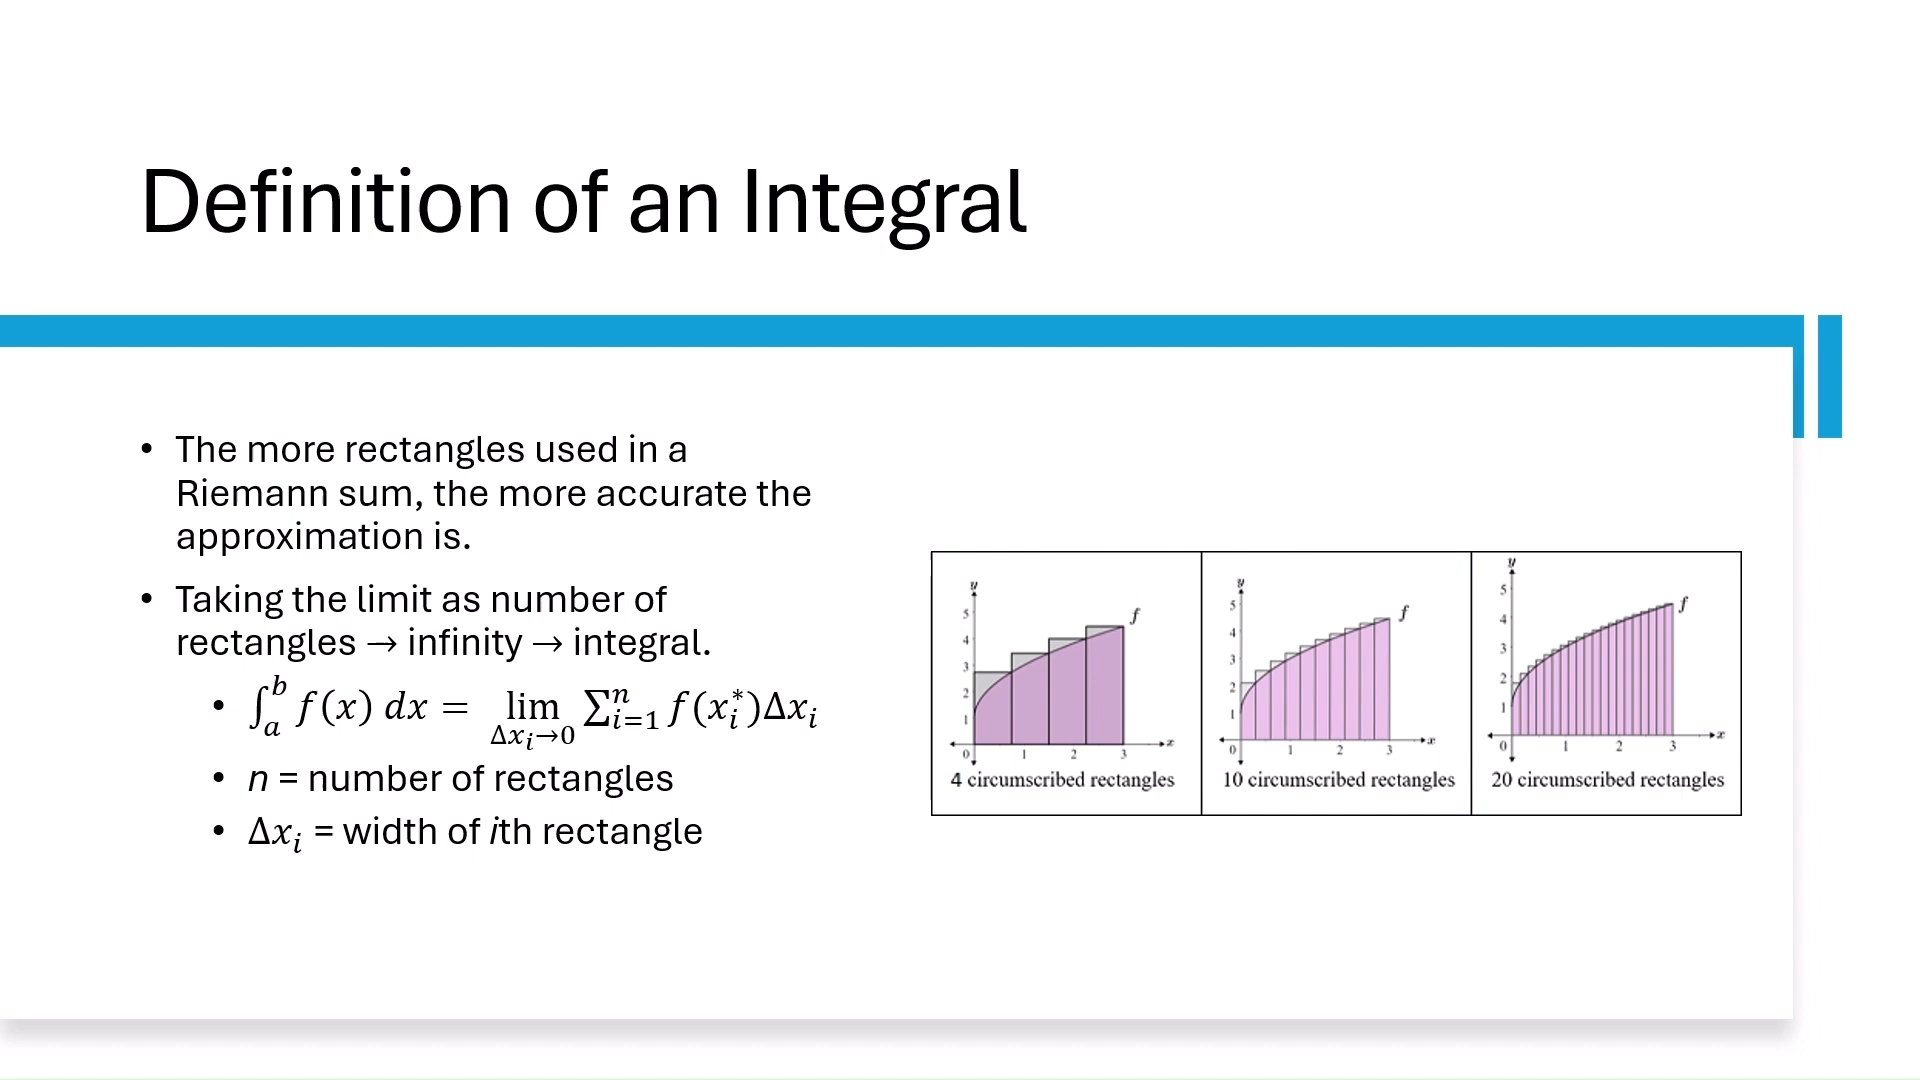 Definition of an Integral
• The more rectangles used in a
Riemann sum, the more accurate the
approximation is.
• Taking the limit as number of
rectangles → infinity → integral.
• ∫_a^b f(x) dx = lim_{Δx_i→0} Σ_{i=1}^n f(x_i^*)Δx_i
• n = number of rectangles
• Δx_i = width of ith rectangle
y
5
4
3
2
1
0
1
2
3
x
f
4 circumscribed rectangles
y
5
4
3
2
1
0
1
2
3
x
f
10 circumscribed rectangles
y
5
4
3
2
1
0
1
2
3
x
f
20 circumscribed rectangles